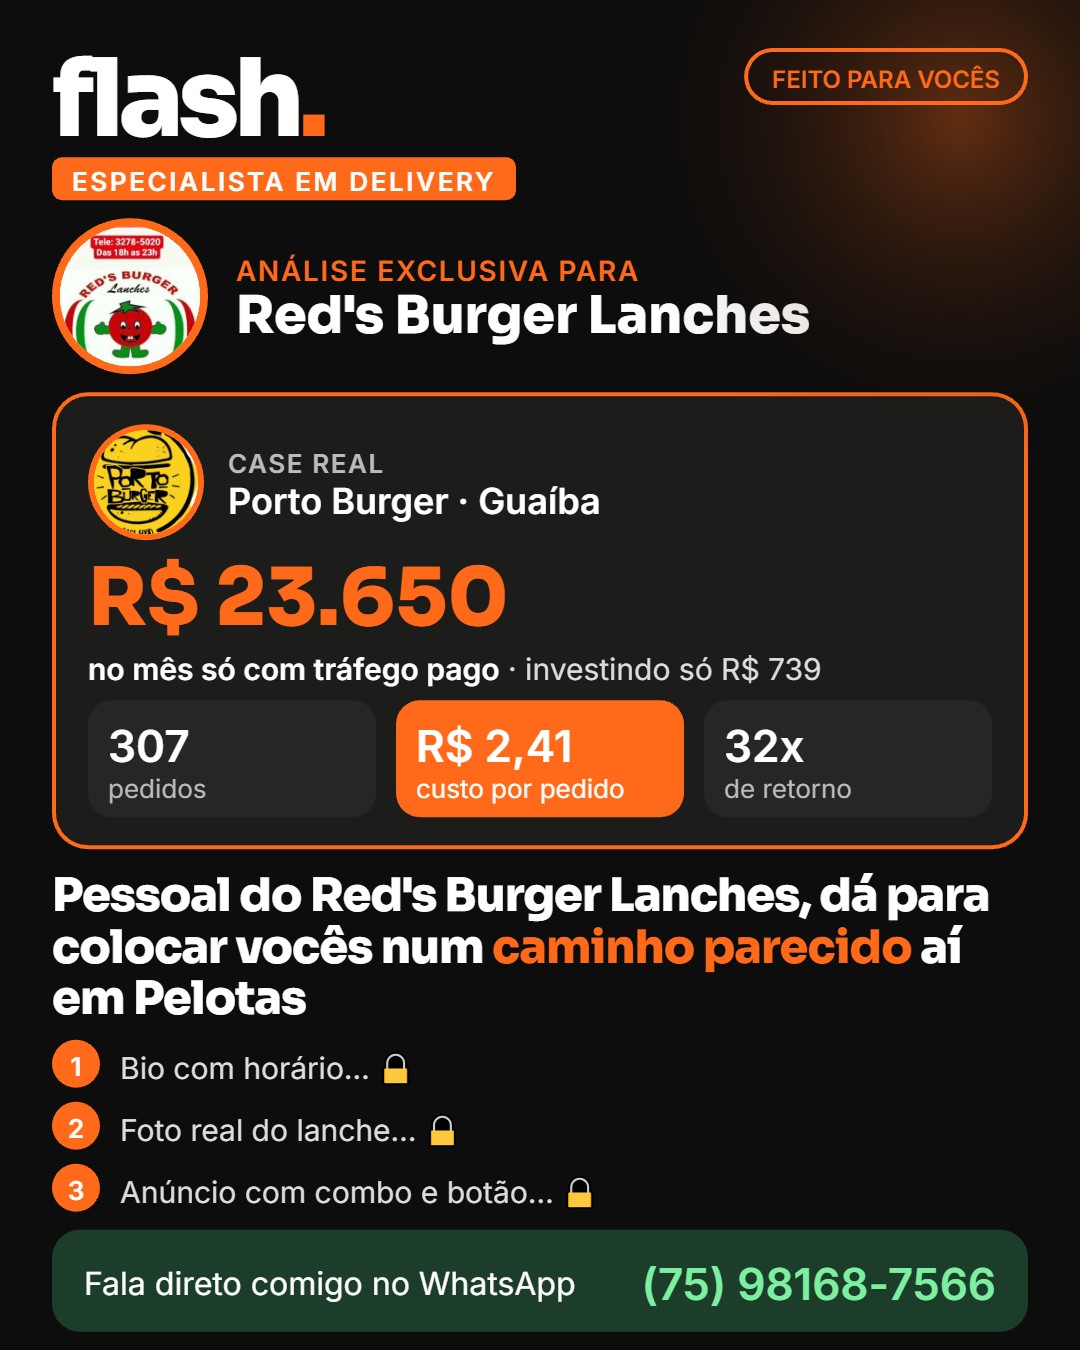 flash.
FEITO PARA VOCÊS
ESPECIALISTA EM DELIVERY
Tele: 3278-5020
Das 18h as 23h
RED'S BURGER
Lanches
ANÁLISE EXCLUSIVA PARA
Red's Burger Lanches
PORTO
BURGER
CASE REAL
Porto Burger · Guaíba
R$ 23.650
no mês só com tráfego pago · investindo só R$ 739
307
pedidos
R$ 2,41
custo por pedido
32x
de retorno
Pessoal do Red's Burger Lanches, dá para
colocar vocês num caminho parecido aí
em Pelotas
1 Bio com horário...
2 Foto real do lanche...
3 Anúncio com combo e botão...
Fala direto comigo no WhatsApp (75) 98168-7566